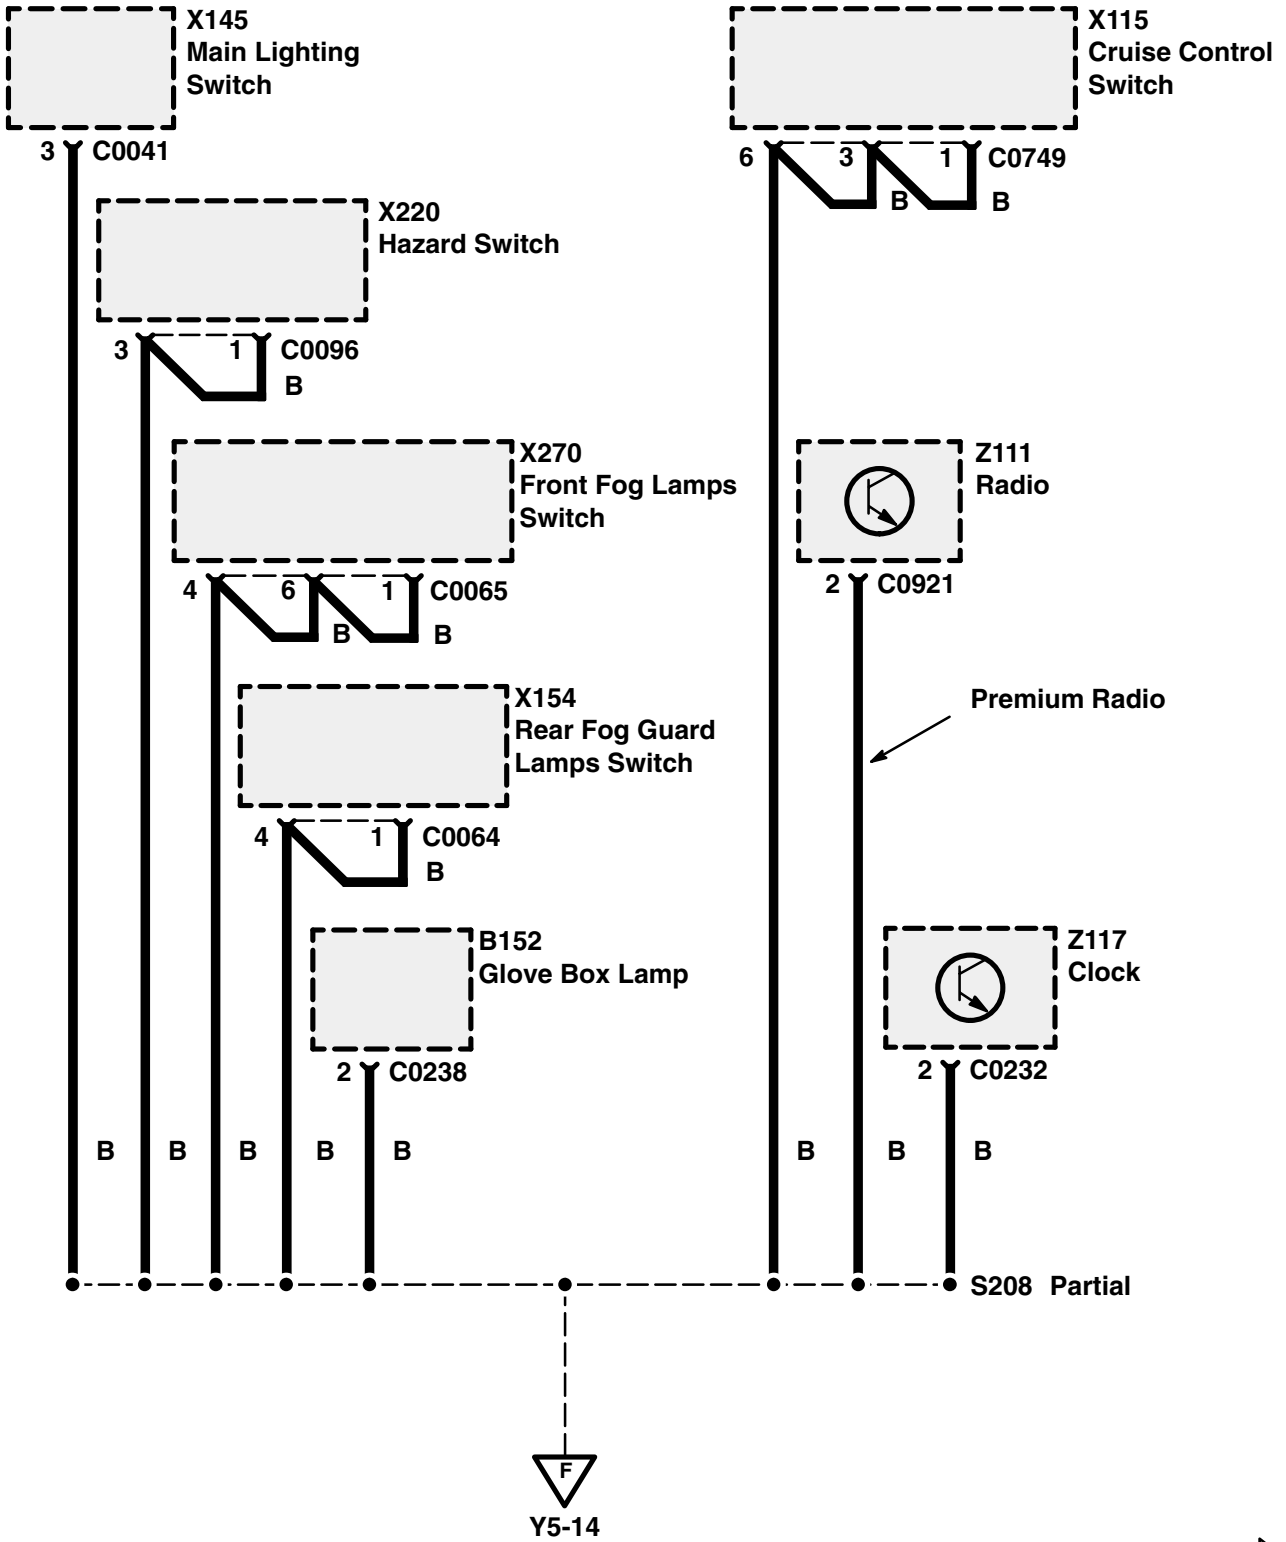 X145
Main Lighting
Switch
3 C0041
X115
Cruise Control
Switch
6 3 1 C0749
B B
X220
Hazard Switch
3 1 C0096
B
X270
Front Fog Lamps
Switch
4 6 1 C0065
B B
Z111
Radio
2 C0921
Premium Radio
X154
Rear Fog Guard
Lamps Switch
4 1 C0064
B
B152
Glove Box Lamp
2 C0238
Z117
Clock
2 C0232
B B B B B B B B
S208 Partial
F
Y5-14